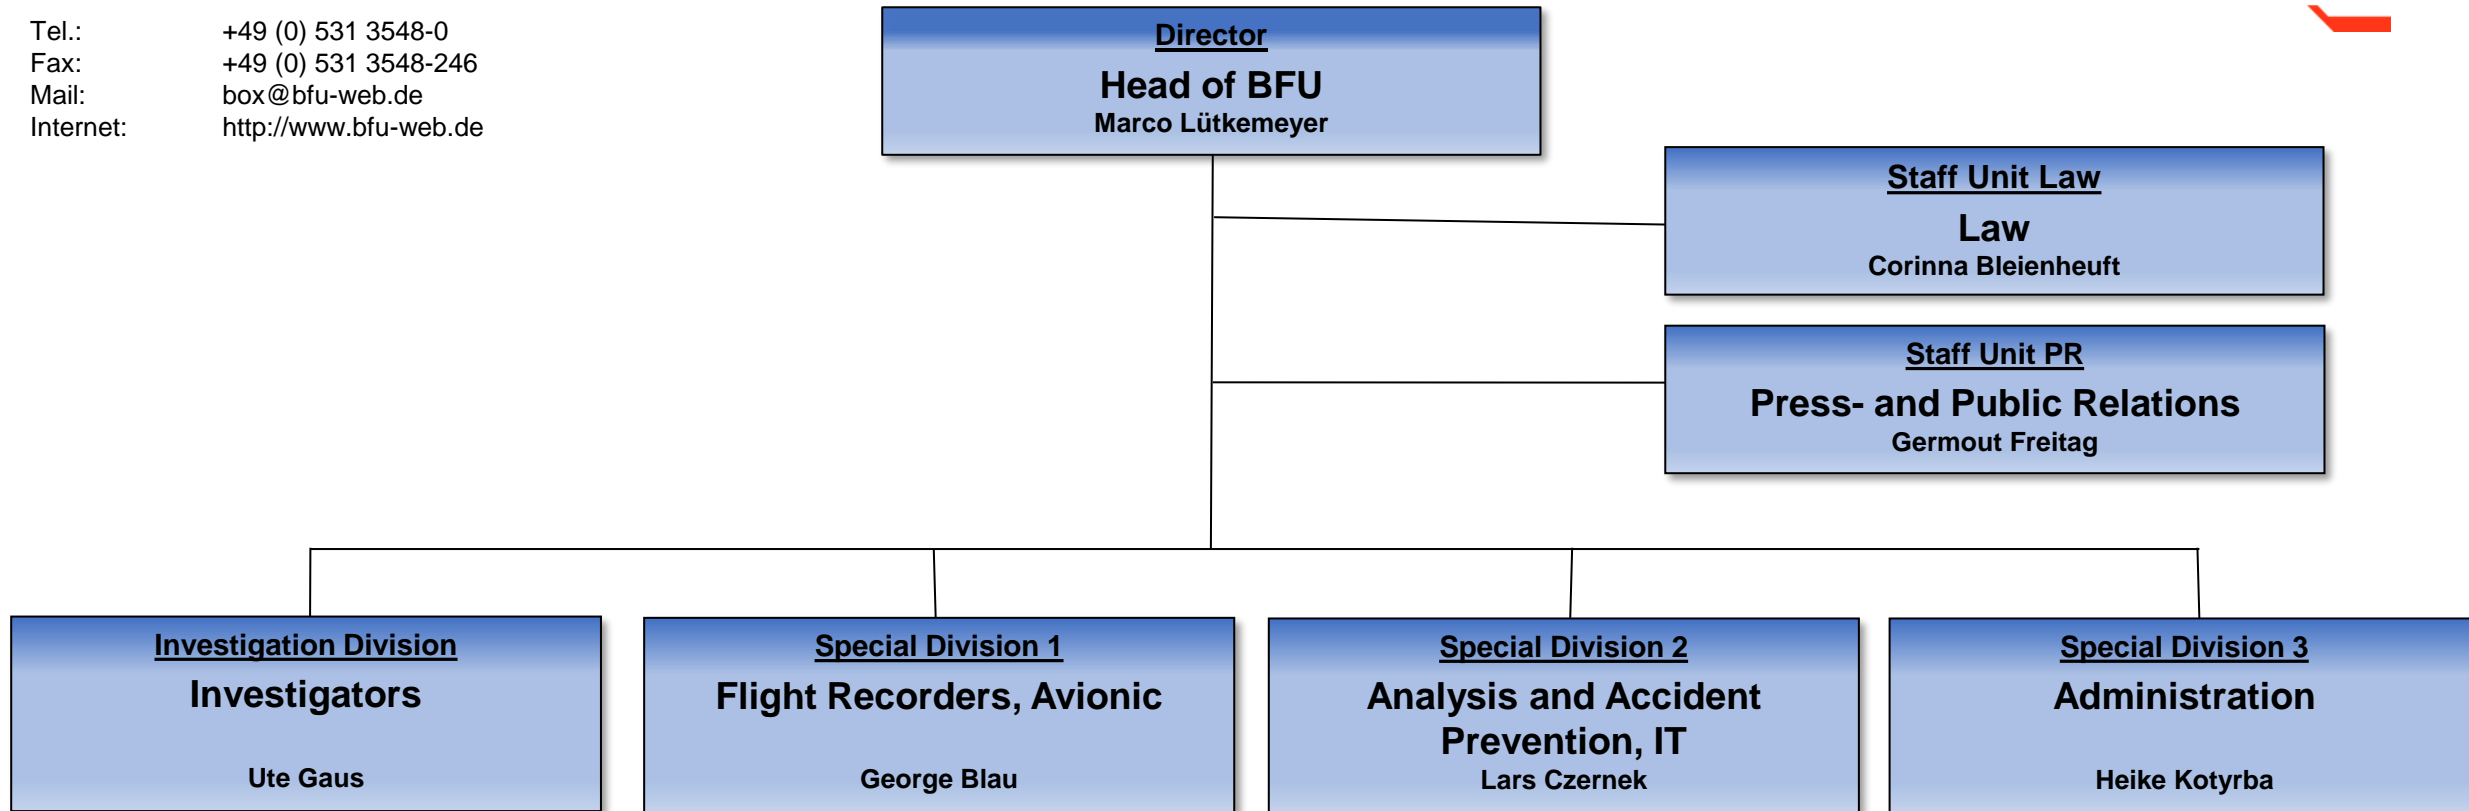 Tel.: +49 (0) 531 3548-0
Fax: +49 (0) 531 3548-246
Mail: box@bfu-web.de
Internet: http://www.bfu-web.de
Director
Head of BFU
Marco Lütkemeyer
Staff Unit Law
Law
Corinna Bleienheuft
Staff Unit PR
Press- and Public Relations
Germout Freitag
Investigation Division
Investigators
Ute Gaus
Special Division 1
Flight Recorders, Avionic
George Blau
Special Division 2
Analysis and Accident
Prevention, IT
Lars Czernek
Special Division 3
Administration
Heike Kotyrba